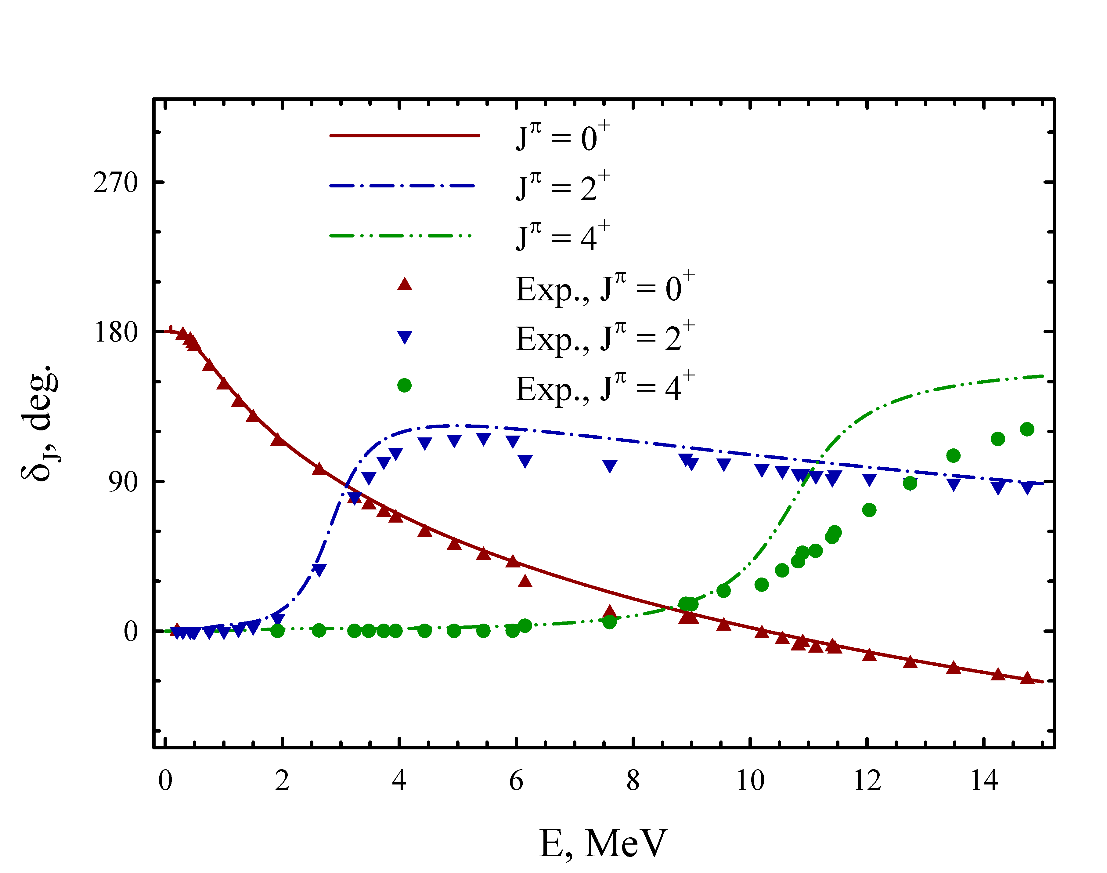 J^π = 0^+
J^π = 2^+
J^π = 4^+
Exp., J^π = 0^+
Exp., J^π = 2^+
Exp., J^π = 4^+
270
180
90
0
δ_J, deg.
0 2 4 6 8 10 12 14
E, MeV